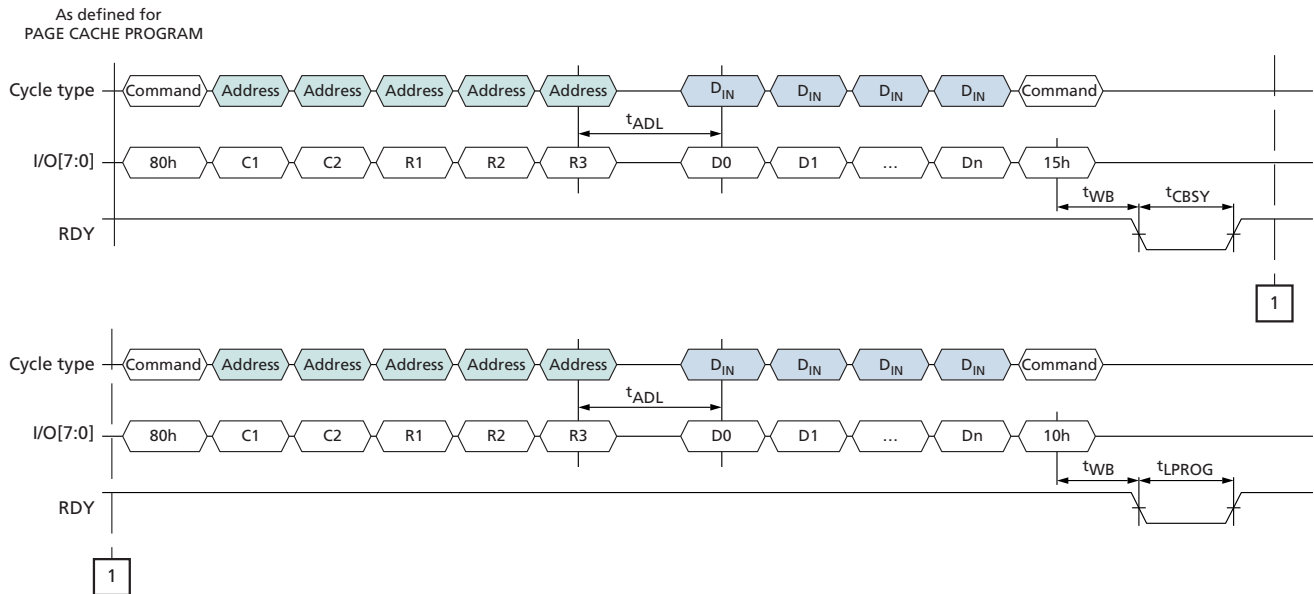 As defined for
PAGE CACHE PROGRAM
Cycle type Command Address Address Address Address Address DIN DIN DIN DIN Command
tADL
I/O[7:0] 80h C1 C2 R1 R2 R3 D0 D1 … Dn 15h
tWB tCBSY
RDY
1
Cycle type Command Address Address Address Address Address DIN DIN DIN DIN Command
tADL
I/O[7:0] 80h C1 C2 R1 R2 R3 D0 D1 … Dn 10h
tWB tLPROG
RDY
1